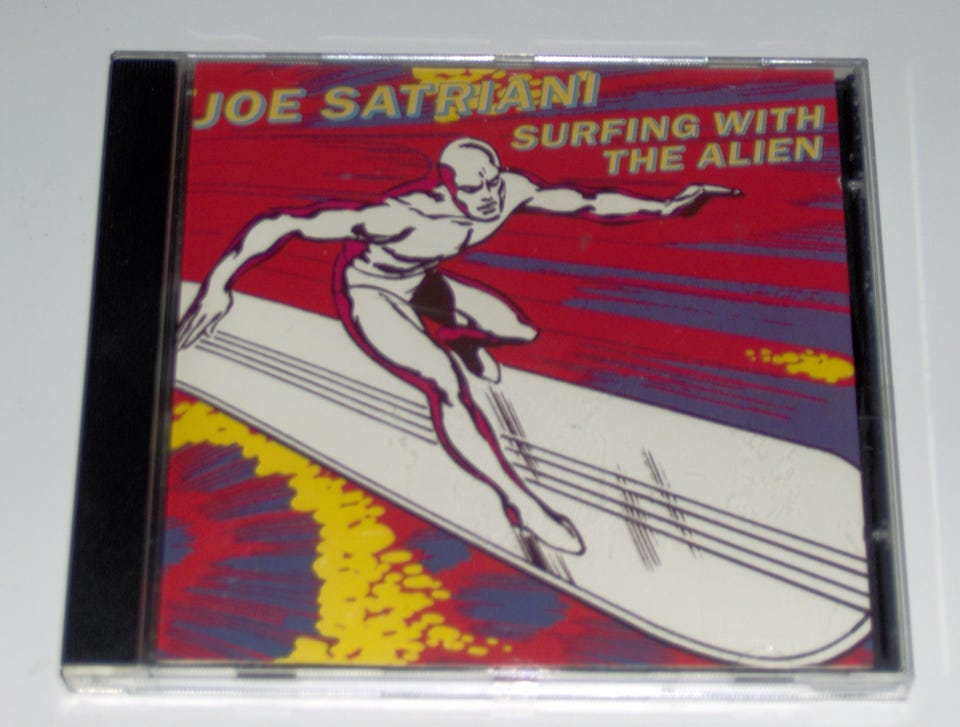 JOE SATRIANI
SURFING WITH
THE ALIEN